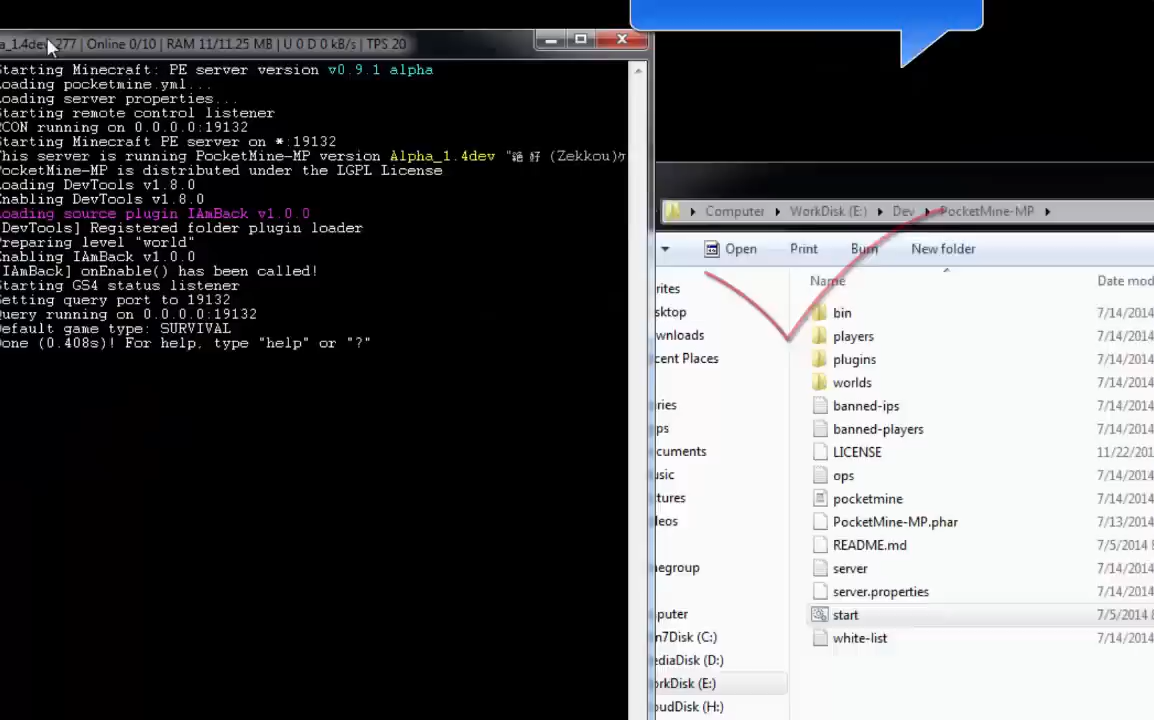 a_1.4dev-277 | Online 0/10 | RAM 11/11.25 MB | U 0 D 0 kB/s | TPS 20
Starting Minecraft: PE server version v0.9.1 alpha
Loading pocketmine.yml...
Loading server properties...
Starting remote control listener
RCON running on 0.0.0.0:19132
Starting Minecraft PE server on *:19132
This server is running PocketMine-MP version Alpha_1.4dev "絶好 (Zekkou)ケ
PocketMine-MP is distributed under the LGPL License
Loading DevTools v1.8.0
Enabling DevTools v1.8.0
Loading source plugin IAmBack v1.0.0
[DevTools] Registered folder plugin loader
Preparing level "world"
Enabling IAmBack v1.0.0
[IAmBack] onEnable() has been called!
Starting GS4 status listener
Setting query port to 19132
Query running on 0.0.0.0:19132
Default game type: SURVIVAL
Done (0.408s)! For help, type "help" or "?"
Computer WorkDisk (E:) Dev PocketMine-MP
Open Print Burn New folder
Name Date mod
rites
sktop
wnloads
cent Places
ries
ps
cuments
usic
tures
eos
megroup
puter
n7Disk (C:)
ediaDisk (D:)
orkDisk (E:)
oudDisk (H:)
bin 7/14/2014
players 7/14/2014
plugins 7/14/2014
worlds 7/14/2014
banned-ips 7/14/2014
banned-players 7/14/2014
LICENSE 11/22/201
ops 7/14/2014
pocketmine 7/14/2014
PocketMine-MP.phar 7/13/2014
README.md 7/5/2014 8
server 7/14/2014
server.properties 7/14/2014
start 7/5/2014 8
white-list 7/14/2014